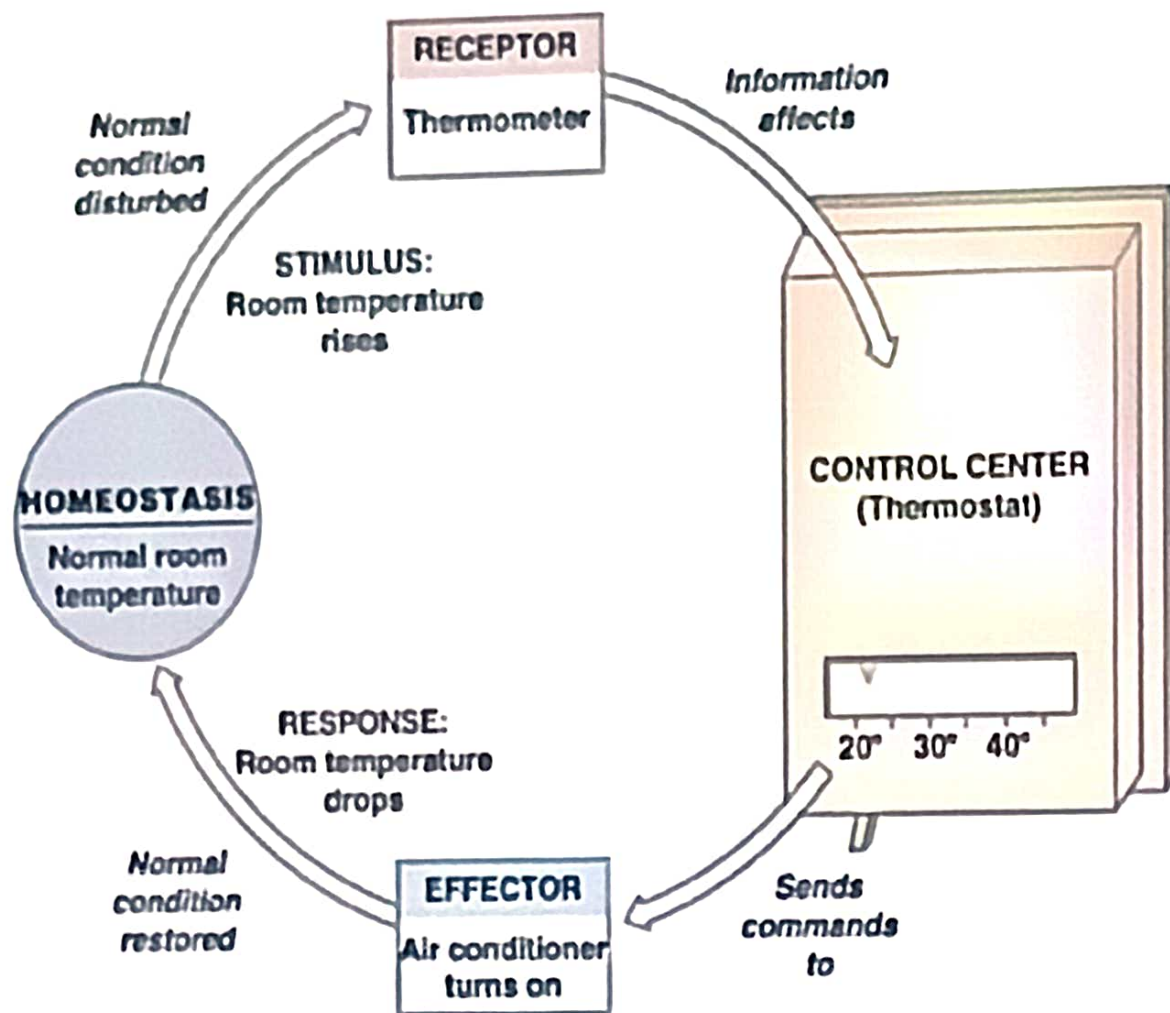 RECEPTOR
Thermometer
Information
affects
Normal
condition
disturbed
STIMULUS:
Room temperature
rises
HOMEOSTASIS
Normal room
temperature
CONTROL CENTER
(Thermostat)
20° 30° 40°
RESPONSE:
Room temperature
drops
Normal
condition
restored
EFFECTOR
Air conditioner
turns on
Sends
commands
to